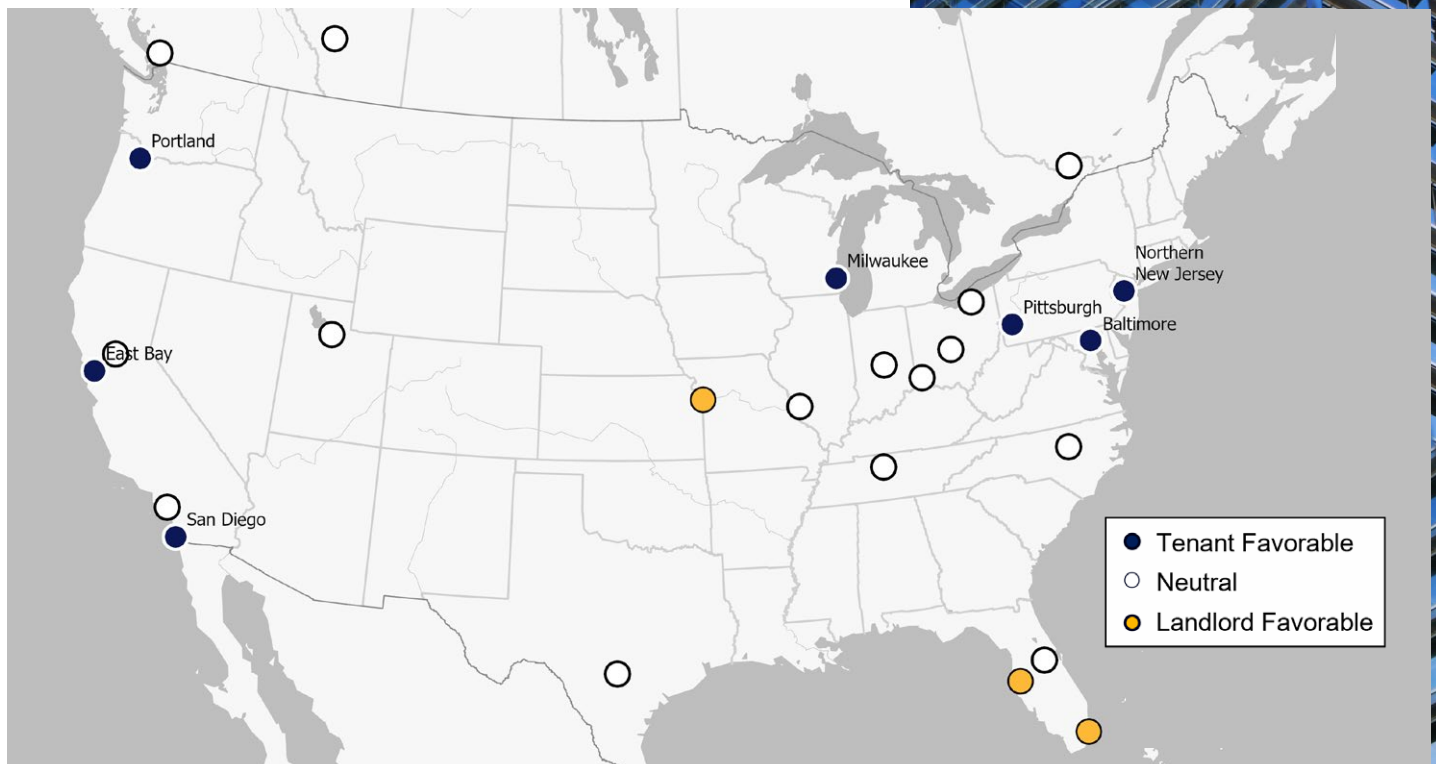 Portland
Milwaukee
Northern
New Jersey
Pittsburgh
Baltimore
East Bay
San Diego
Tenant Favorable
Neutral
Landlord Favorable